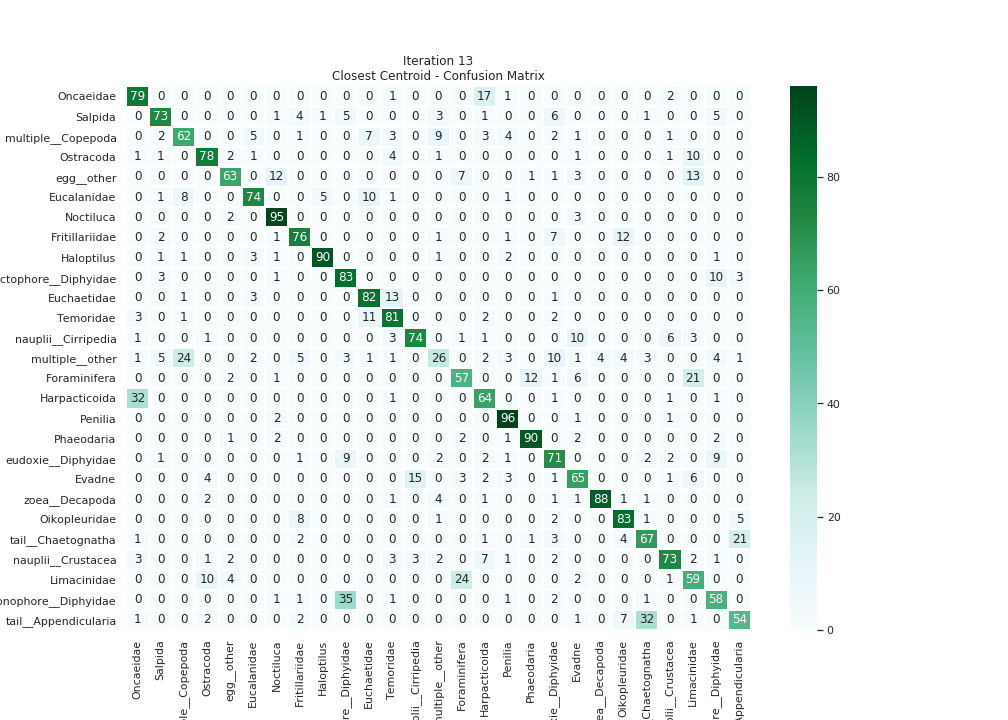 Iteration 13
Closest Centroid - Confusion Matrix
Oncaeidae 79 0 0 0 0 0 0 0 0 0 0 1 0 0 0 17 1 0 0 0 0 0 0 2 0 0 0
Salpida 0 73 0 0 0 0 1 4 1 5 0 0 0 3 0 1 0 0 6 0 0 0 1 0 0 5 0
multiple__Copepoda 0 2 62 0 0 5 0 1 0 0 7 3 0 9 0 3 4 0 2 1 0 0 0 1 0 0 0
Ostracoda 1 1 0 78 2 1 0 0 0 0 0 4 0 1 0 0 0 0 0 1 0 0 0 1 10 0 0
egg__other 0 0 0 0 63 0 12 0 0 0 0 0 0 0 7 0 0 1 1 3 0 0 0 0 13 0 0
Eucalanidae 0 1 8 0 0 74 0 0 5 0 10 1 0 0 0 0 1 0 0 0 0 0 0 0 0 0 0
Noctiluca 0 0 0 0 2 0 95 0 0 0 0 0 0 0 0 0 0 0 0 3 0 0 0 0 0 0 0
Fritillariidae 0 2 0 0 0 0 1 76 0 0 0 0 0 1 0 0 1 0 7 0 0 12 0 0 0 0 0
Haloptilus 0 1 1 0 0 3 1 0 90 0 0 0 0 1 0 0 2 0 0 0 0 0 0 0 0 1 0
ctophore__Diphyidae 0 3 0 0 0 0 1 0 0 83 0 0 0 0 0 0 0 0 0 0 0 0 0 0 0 10 3
Euchaetidae 0 0 1 0 0 3 0 0 0 0 82 13 0 0 0 0 0 0 1 0 0 0 0 0 0 0 0
Temoridae 3 0 1 0 0 0 0 0 0 0 11 81 0 0 0 2 0 0 2 0 0 0 0 0 0 0 0
nauplii__Cirripedia 1 0 0 1 0 0 0 0 0 0 0 3 74 0 1 1 0 0 0 10 0 0 0 6 3 0 0
multiple__other 1 5 24 0 0 2 0 5 0 3 1 1 0 26 0 2 3 0 10 1 4 4 3 0 0 4 1
Foraminifera 0 0 0 0 2 0 1 0 0 0 0 0 0 0 57 0 0 12 1 6 0 0 0 0 21 0 0
Harpacticoida 32 0 0 0 0 0 0 0 0 0 0 1 0 0 0 64 0 0 1 0 0 0 0 1 0 1 0
Penilia 0 0 0 0 0 0 2 0 0 0 0 0 0 0 0 0 96 0 0 1 0 0 0 1 0 0 0
Phaeodaria 0 0 0 0 1 0 2 0 0 0 0 0 0 0 2 0 1 90 0 2 0 0 0 0 0 2 0
eudoxie__Diphyidae 0 1 0 0 0 0 0 1 0 9 0 0 0 2 0 2 1 0 71 0 0 0 2 2 0 9 0
Evadne 0 0 0 4 0 0 0 0 0 0 0 0 15 0 3 2 3 0 1 65 0 0 0 1 6 0 0
zoea__Decapoda 0 0 0 2 0 0 0 0 0 0 0 1 0 4 0 1 0 0 1 1 88 1 1 0 0 0 0
Oikopleuridae 0 0 0 0 0 0 0 8 0 0 0 0 0 1 0 0 0 0 2 0 0 83 1 0 0 0 5
tail__Chaetognatha 1 0 0 0 0 0 0 2 0 0 0 0 0 0 0 1 0 1 3 0 0 4 67 0 0 0 21
nauplii__Crustacea 3 0 0 1 2 0 0 0 0 0 0 3 3 2 0 7 1 0 2 0 0 0 0 73 2 1 0
Limacinidae 0 0 0 10 4 0 0 0 0 0 0 0 0 0 24 0 0 0 0 2 0 0 0 1 59 0 0
onophore__Diphyidae 0 0 0 0 0 0 1 1 0 35 0 1 0 0 0 0 1 0 2 0 0 0 1 0 0 58 0
tail__Appendicularia 1 0 0 2 0 0 0 2 0 0 0 0 0 0 0 0 0 0 0 1 0 7 32 0 1 0 54
Oncaeidae
Salpida
le__Copepoda
Ostracoda
egg__other
Eucalanidae
Noctiluca
Fritillariidae
Haloptilus
re__Diphyidae
Euchaetidae
Temoridae
lii__Cirripedia
ultiple__other
Foraminifera
Harpacticoida
Penilia
Phaeodaria
ie__Diphyidae
Evadne
ea__Decapoda
Oikopleuridae
Chaetognatha
lii__Crustacea
Limacinidae
re__Diphyidae
Appendicularia
80
60
40
20
0